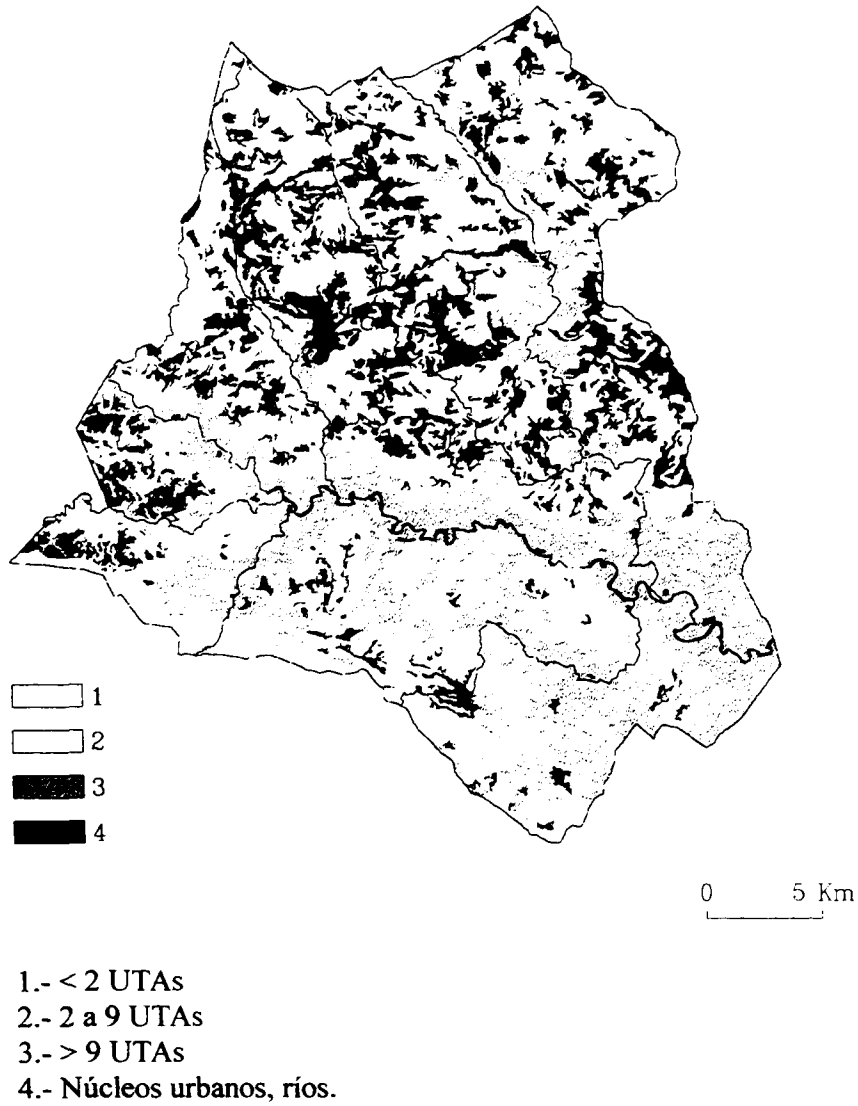 1
2
3
4
0 5 Km
1.- < 2 UTAs
2.- 2 a 9 UTAs
3.- > 9 UTAs
4.- Núcleos urbanos, ríos.